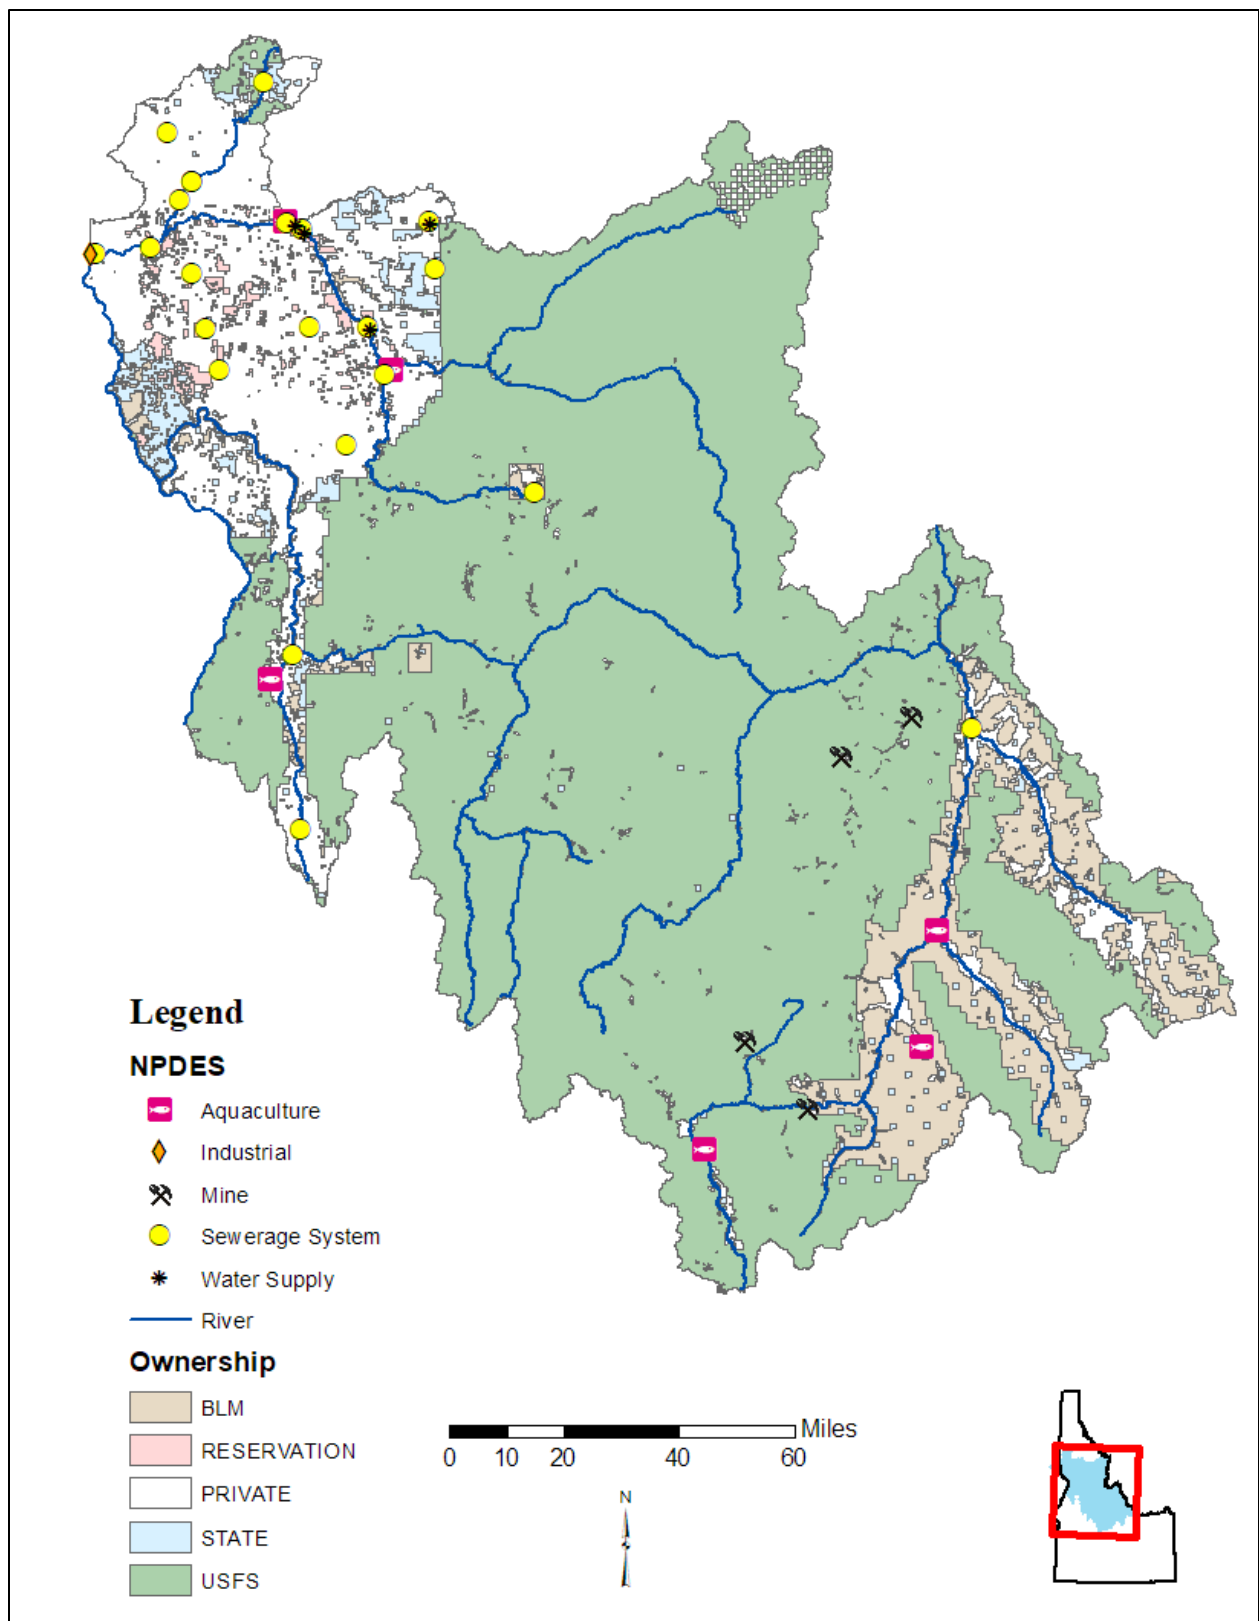 Legend
NPDES
Aquaculture
Industrial
Mine
Sewerage System
Water Supply
River
Ownership
BLM
RESERVATION
PRIVATE
STATE
USFS
Miles
0 10 20 40 60
N